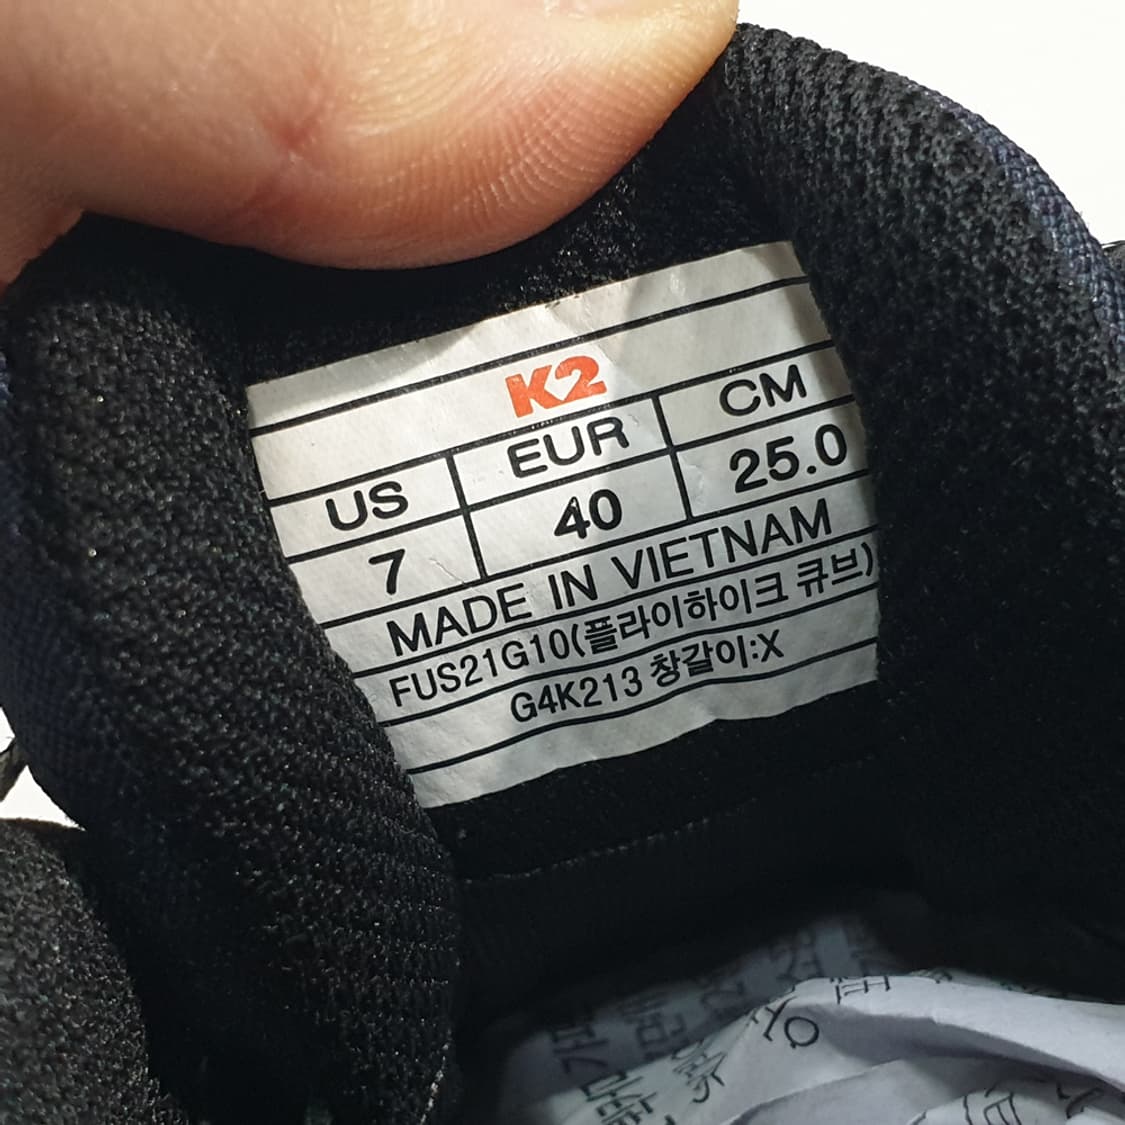 K2
US EUR CM
7 40 25.0
MADE IN VIETNAM
FUS21G10(플라이하이크 큐브)
G4K213 창갈이:X